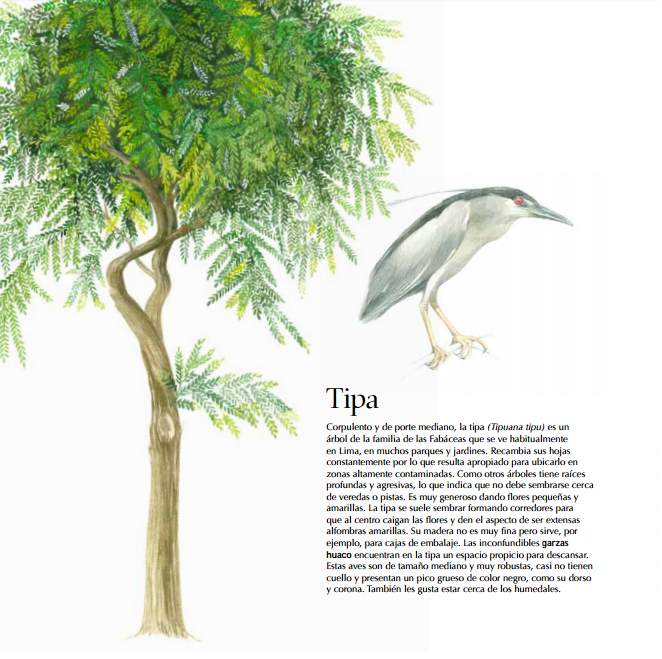 Tipa
Corpulento y de porte mediano, la tipa (Tipuana tipu) es un
árbol de la familia de las Fabáceas que se ve habitualmente
en Lima, en muchos parques y jardines. Recambia sus hojas
constantemente por lo que resulta apropiado para ubicarlo en
zonas altamente contaminadas. Como otros árboles tiene raíces
profundas y agresivas, lo que indica que no debe sembrarse cerca
de veredas o pistas. Es muy generoso dando flores pequeñas y
amarillas. La tipa se suele sembrar formando corredores para
que al centro caigan las flores y den el aspecto de ser extensas
alfombras amarillas. Su madera no es muy fina pero sirve, por
ejemplo, para cajas de embalaje. Las inconfundibles garzas
huaco encuentran en la tipa un espacio propicio para descansar.
Estas aves son de tamaño mediano y muy robustas, casi no tienen
cuello y presentan un pico grueso de color negro, como su dorso
y corona. También les gusta estar cerca de los humedales.